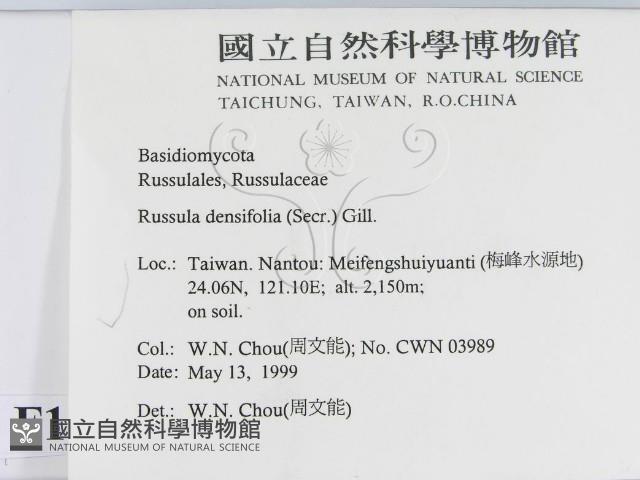 國立自然科學博物館
NATIONAL MUSEUM OF NATURAL SCIENCE
TAICHUNG, TAIWAN, R.O.CHINA
Basidiomycota
Russulales, Russulaceae
Russula densifolia (Secr.) Gill.
Loc.: Taiwan. Nantou: Meifengshuiyuanti (梅峰水源地)
24.06N, 121.10E; alt. 2,150m;
on soil.
Col.: W.N. Chou(周文能); No. CWN 03989
Date: May 13, 1999
Det.: W.N. Chou(周文能)
國立自然科學博物館
NATIONAL MUSEUM OF NATURAL SCIENCE